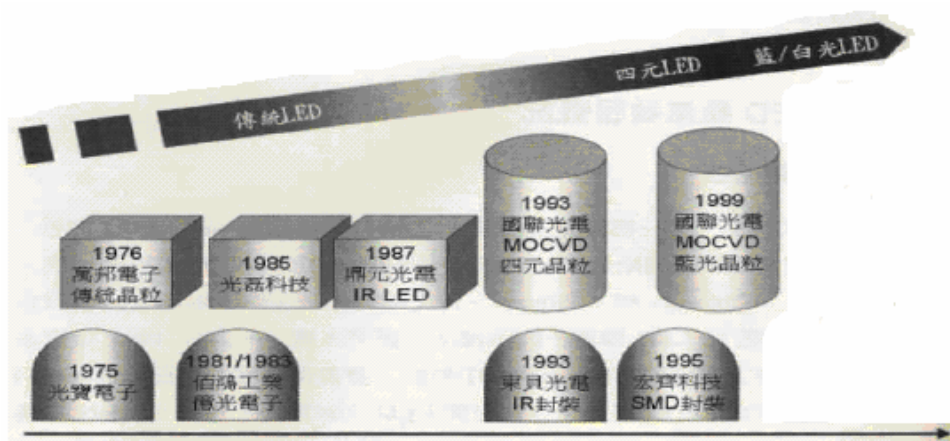 傳統LED
四元LED
藍/白光LED
1976
萬邦電子
傳統晶粒
1985
光磊科技
1987
鼎元光電
IR LED
1993
國聯光電
MOCVD
四元晶粒
1999
國聯光電
MOCVD
藍光晶粒
1975
光寶電子
1981/1983
佰鴻工業
億光電子
1993
東貝光電
IR封裝
1995
宏齊科技
SMD封裝